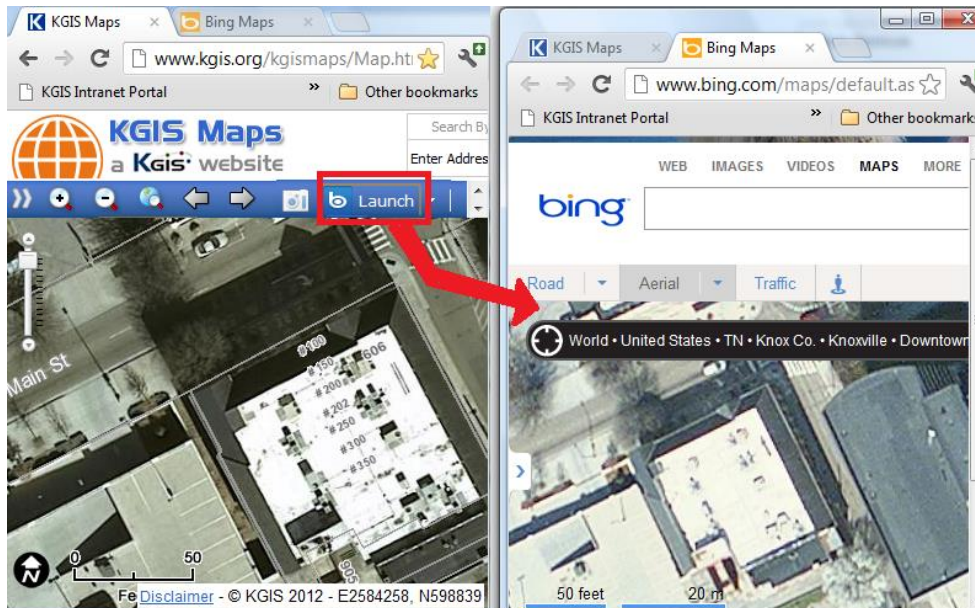 KGIS Maps
Bing Maps
www.kgis.org/kgismaps/Map.ht
KGIS Intranet Portal
»
Other bookmarks
KGIS Maps
a KGIS website
Search By
Enter Addres
Launch
Main St
#100
#150
606
#200
#202
#250
#300
#350
905
N
0
50
Fe
Disclaimer - © KGIS 2012 - E2584258, N598839
KGIS Maps
Bing Maps
www.bing.com/maps/default.as
KGIS Intranet Portal
»
Other bookmark
WEB IMAGES VIDEOS MAPS MORE
bing
Road Aerial Traffic
World • United States • TN • Knox Co. • Knoxville • Downtown
50 feet
20 m